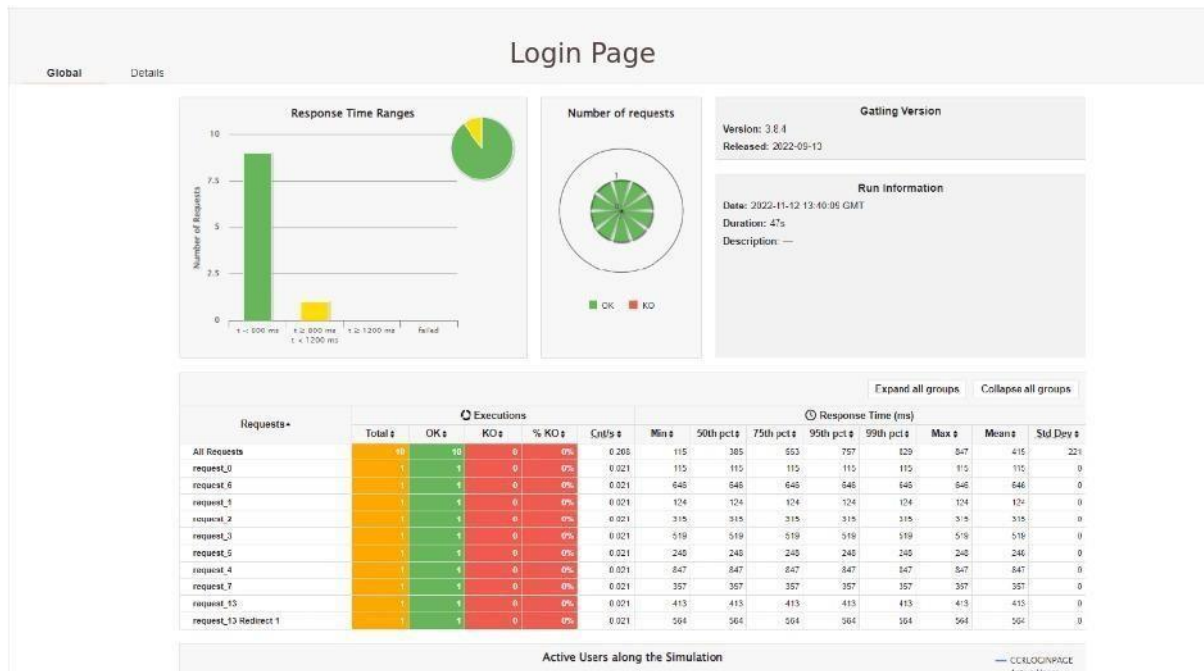 Login Page
Global Details
Response Time Ranges
10
7.5
5
2.5
0
Number of Requests
t < 800 ms
t ≥ 800 ms
t < 1200 ms
t ≥ 1200 ms
failed
Number of requests
1
0
OK KO
Gatling Version
Version: 3.8.4
Released: 2022-09-13
Run Information
Date: 2022-11-12 13:40:09 GMT
Duration: 47s
Description: —
Expand all groups Collapse all groups
Requests Executions Response Time (ms)
Total OK KO % KO Cnt/s Min 50th pct 75th pct 95th pct 99th pct Max Mean Std Dev
All Requests 10 10 0 0% 0.208 115 385 553 757 829 847 415 221
request_0 1 1 0 0% 0.021 115 115 115 115 115 115 115 0
request_6 1 1 0 0% 0.021 646 646 646 646 646 646 646 0
request_1 1 1 0 0% 0.021 124 124 124 124 124 124 124 0
request_2 1 1 0 0% 0.021 315 315 315 315 315 315 315 0
request_3 1 1 0 0% 0.021 519 519 519 519 519 519 519 0
request_5 1 1 0 0% 0.021 246 246 246 246 246 246 246 0
request_4 1 1 0 0% 0.021 847 847 847 847 847 847 847 0
request_7 1 1 0 0% 0.021 357 357 357 357 357 357 357 0
request_13 1 1 0 0% 0.021 413 413 413 413 413 413 413 0
request_13 Redirect 1 1 1 0 0% 0.021 564 564 564 564 564 564 564 0
Active Users along the Simulation
CCRLOGINPAGE